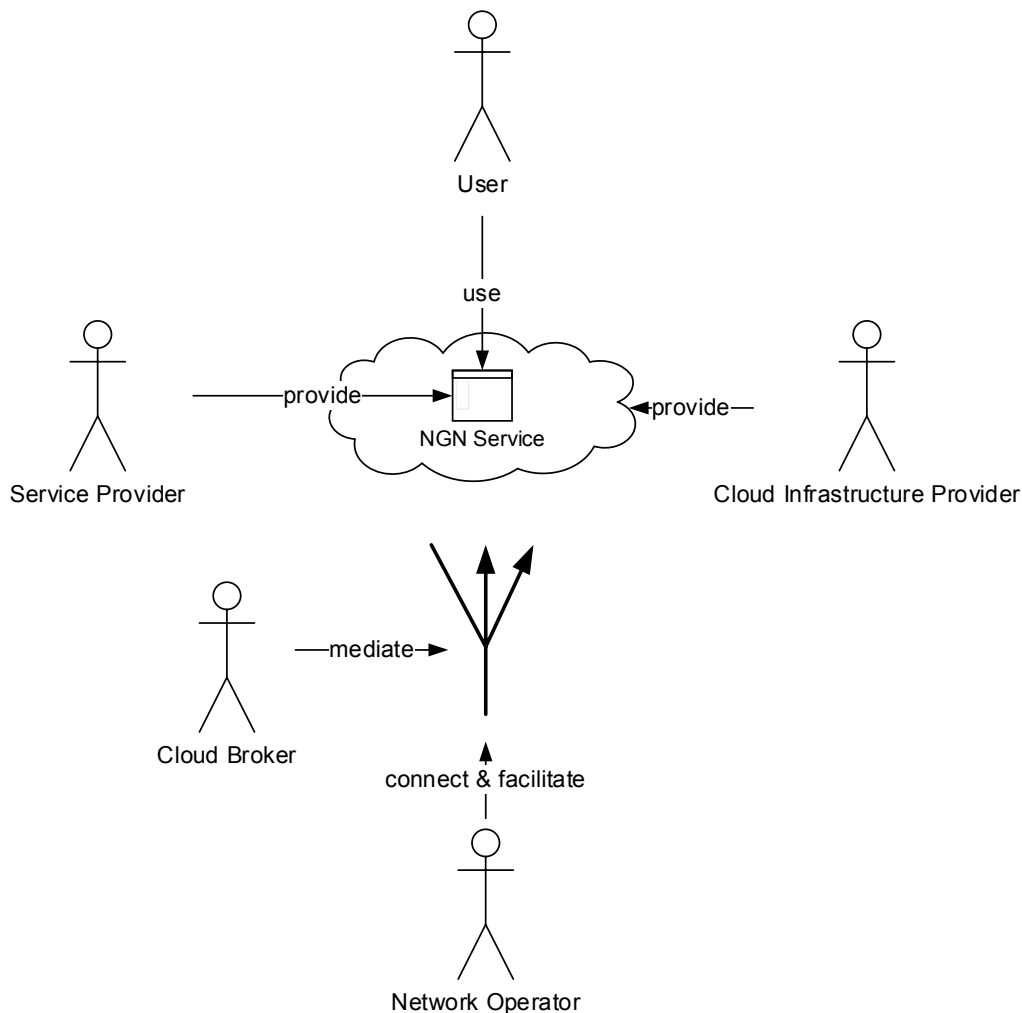 User
use
provide
NGN Service
provide
Service Provider
Cloud Infrastructure Provider
mediate
Cloud Broker
connect & facilitate
Network Operator